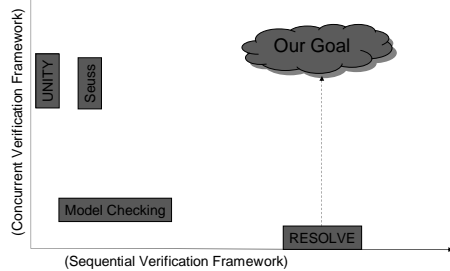 Our Goal
UNITY
Seuss
Model Checking
RESOLVE
(Concurrent Verification Framework)
(Sequential Verification Framework)